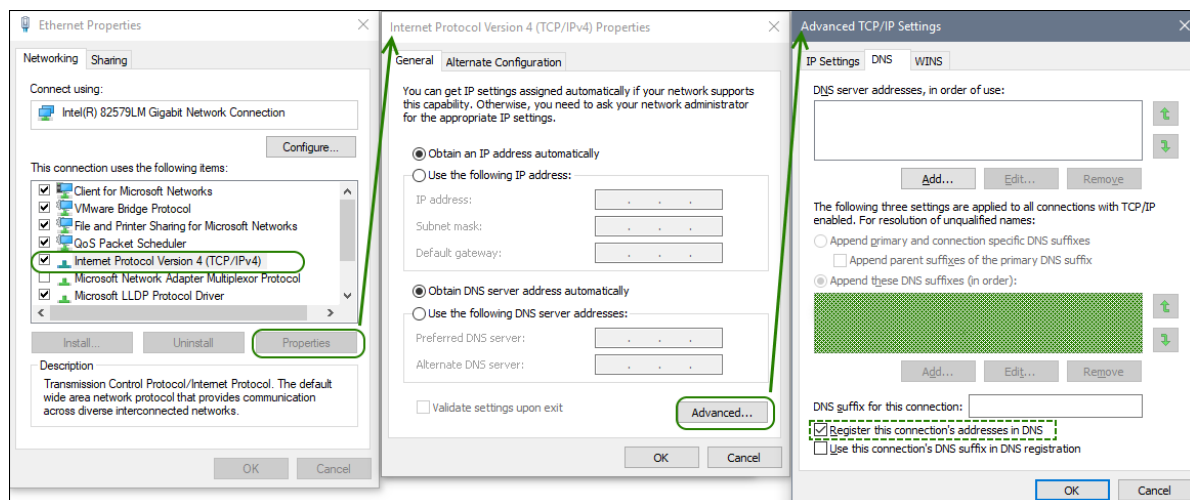 Ethernet Properties
Networking
Sharing
Connect using:
Intel(R) 82579LM Gigabit Network Connection
Configure...
This connection uses the following items:
Client for Microsoft Networks
VMware Bridge Protocol
File and Printer Sharing for Microsoft Networks
QoS Packet Scheduler
Internet Protocol Version 4 (TCP/IPv4)
Microsoft Network Adapter Multiplexor Protocol
Microsoft LLDP Protocol Driver
Install...
Uninstall
Properties
Description
Transmission Control Protocol/Internet Protocol. The default
wide area network protocol that provides communication
across diverse interconnected networks.
OK
Cancel
Internet Protocol Version 4 (TCP/IPv4) Properties
General
Alternate Configuration
You can get IP settings assigned automatically if your network supports
this capability. Otherwise, you need to ask your network administrator
for the appropriate IP settings.
Obtain an IP address automatically
Use the following IP address:
IP address:
Subnet mask:
Default gateway:
Obtain DNS server address automatically
Use the following DNS server addresses:
Preferred DNS server:
Alternate DNS server:
Validate settings upon exit
Advanced...
OK
Cancel
Advanced TCP/IP Settings
IP Settings
DNS
WINS
DNS server addresses, in order of use:
Add...
Edit...
Remove
The following three settings are applied to all connections with TCP/IP
enabled. For resolution of unqualified names:
Append primary and connection specific DNS suffixes
Append parent suffixes of the primary DNS suffix
Append these DNS suffixes (in order):
Add...
Edit...
Remove
DNS suffix for this connection:
Register this connection's addresses in DNS
Use this connection's DNS suffix in DNS registration
OK
Cancel